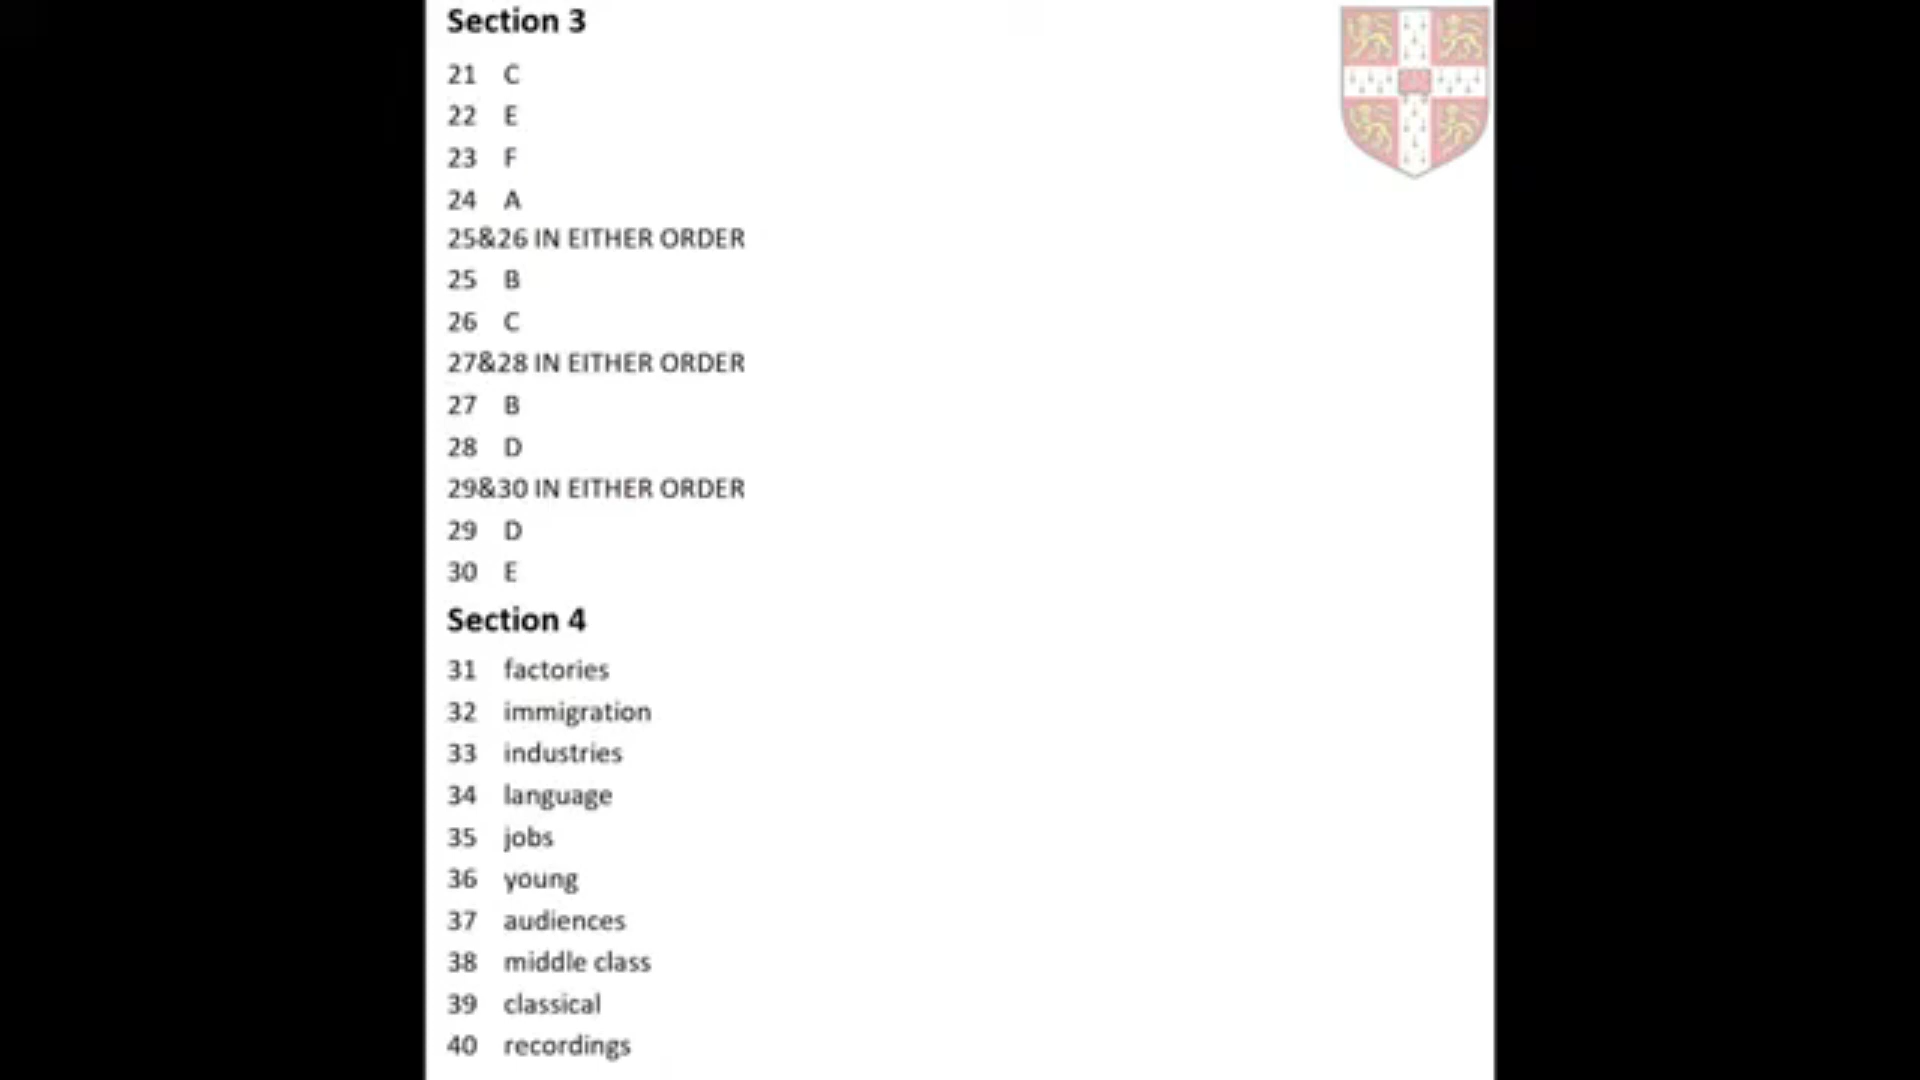 Section 3
21 C
22 E
23 F
24 A
25&26 IN EITHER ORDER
25 B
26 C
27&28 IN EITHER ORDER
27 B
28 D
29&30 IN EITHER ORDER
29 D
30 E
Section 4
31 factories
32 immigration
33 industries
34 language
35 jobs
36 young
37 audiences
38 middle class
39 classical
40 recordings